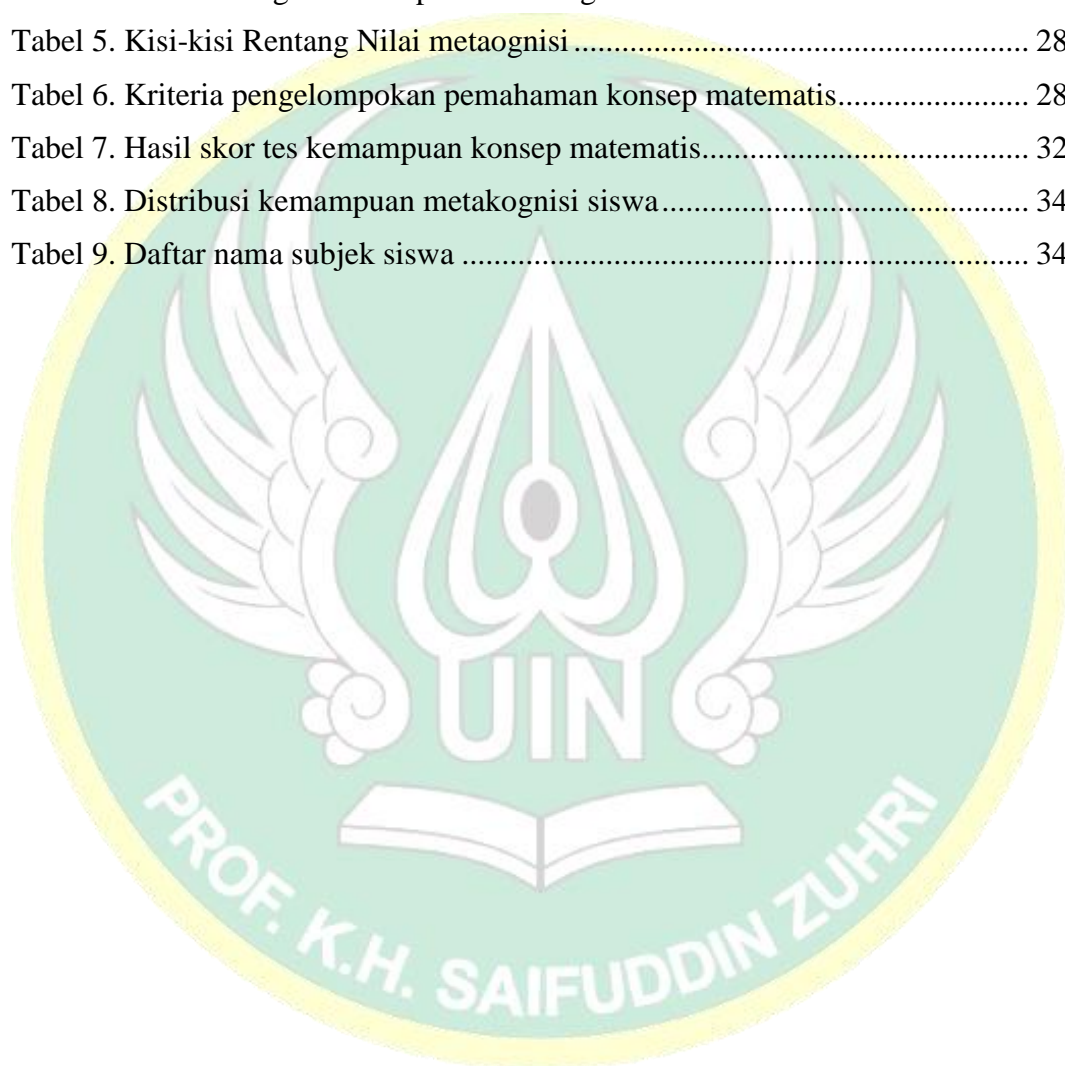 Tabel 5. Kisi-kisi Rentang Nilai metaognisi............................................................ 28
Tabel 6. Kriteria pengelompokan pemahaman konsep matematis........................ 28
Tabel 7. Hasil skor tes kemampuan konsep matematis......................................... 32
Tabel 8. Distribusi kemampuan metakognisi siswa.............................................. 34
Tabel 9. Daftar nama subjek siswa ....................................................................... 34
UIN
PROF. K.H. SAIFUDDIN ZUHRI